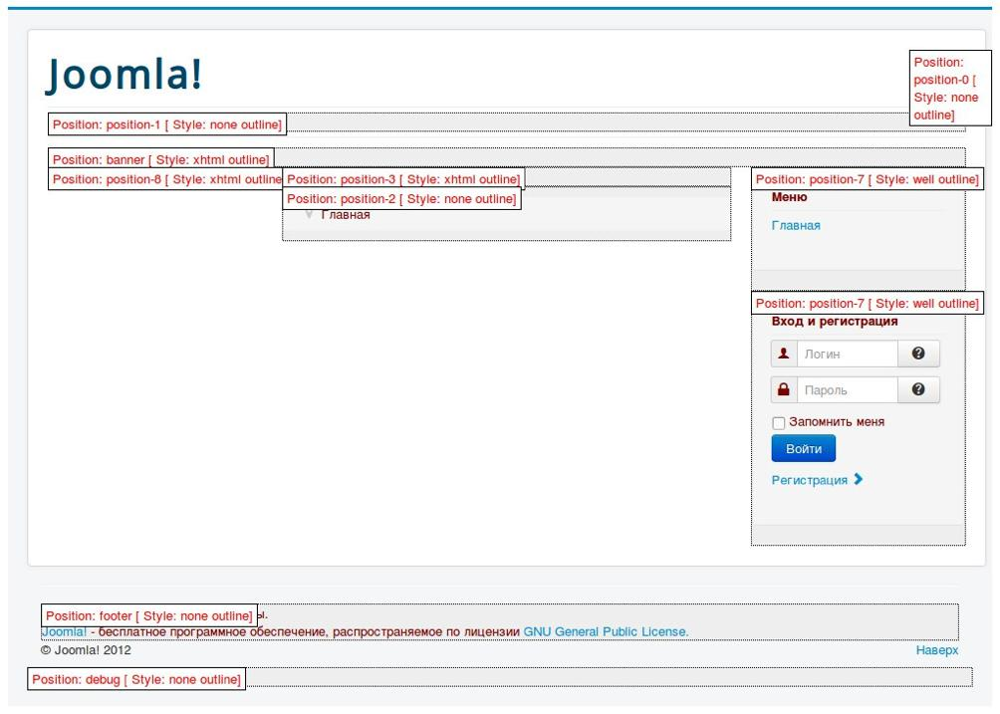 Joomla!
Position:
position-0 [
Style: none
outline]
Position: position-1 [ Style: none outline]
Position: banner [ Style: xhtml outline]
Position: position-8 [ Style: xhtml outline
Position: position-3 [ Style: xhtml outline]
Position: position-2 [ Style: none outline]
Главная
Position: position-7 [ Style: well outline]
Меню
Главная
Position: position-7 [ Style: well outline]
Вход и регистрация
Логин
Пароль
Запомнить меня
Войти
Регистрация
Position: footer [ Style: none outline]
Joomla! - бесплатное программное обеспечение, распространяемое по лицензии GNU General Public License.
© Joomla! 2012
Наверх
Position: debug [ Style: none outline]